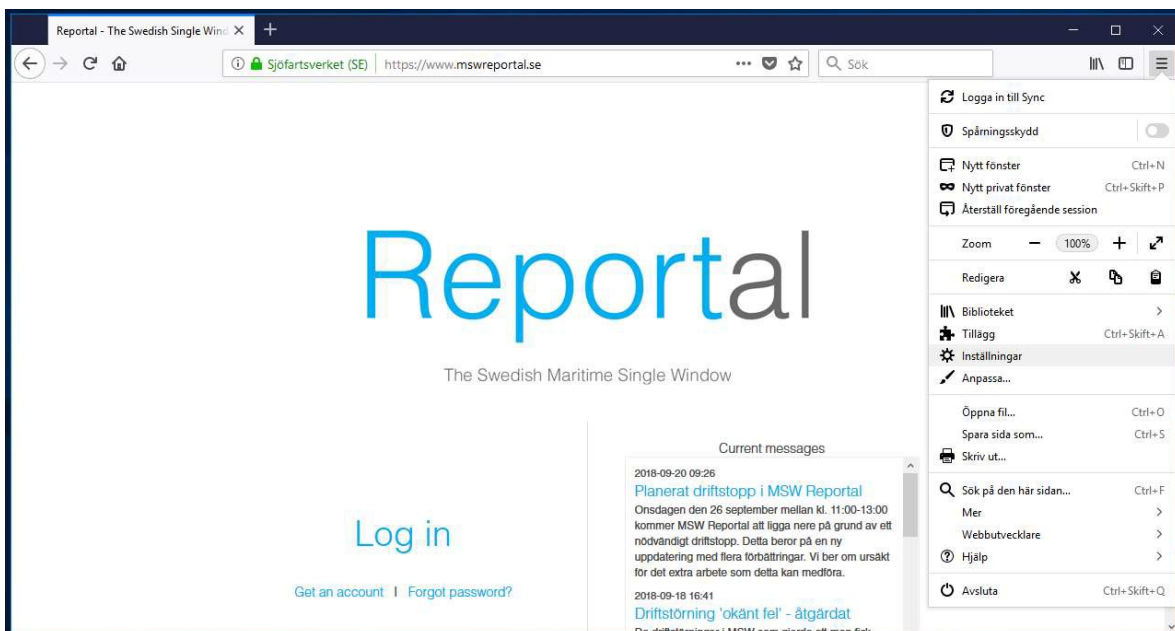 Reportal - The Swedish Single Wind
Sjöfartsverket (SE) https://www.mswreportal.se
Sök
Logga in till Sync
Spårningsskydd
Nytt fönster Ctrl+N
Nytt privat fönster Ctrl+Skift+P
Återställ föregående session
Zoom 100%
Redigera
Biblioteket
Tillägg Ctrl+Skift+A
Inställningar
Anpassa...
Öppna fil... Ctrl+O
Spara sida som... Ctrl+S
Skriv ut...
Sök på den här sidan... Ctrl+F
Mer
Webbutvecklare
Hjälp
Avsluta Ctrl+Skift+Q
Reportal
The Swedish Maritime Single Window
Log in
Get an account | Forgot password?
Current messages
2018-09-20 09:26
Planerat driftstopp i MSW Reportal
Onsdagen den 26 september mellan kl. 11:00-13:00
kommer MSW Reportal att ligga nere på grund av ett
nödvändigt driftstopp. Detta beror på en ny
uppdatering med flera förbättringar. Vi ber om ursäkt
för det extra arbete som detta kan medföra.
2018-09-18 16:41
Driftstörning 'okänt fel' - åtgärdat